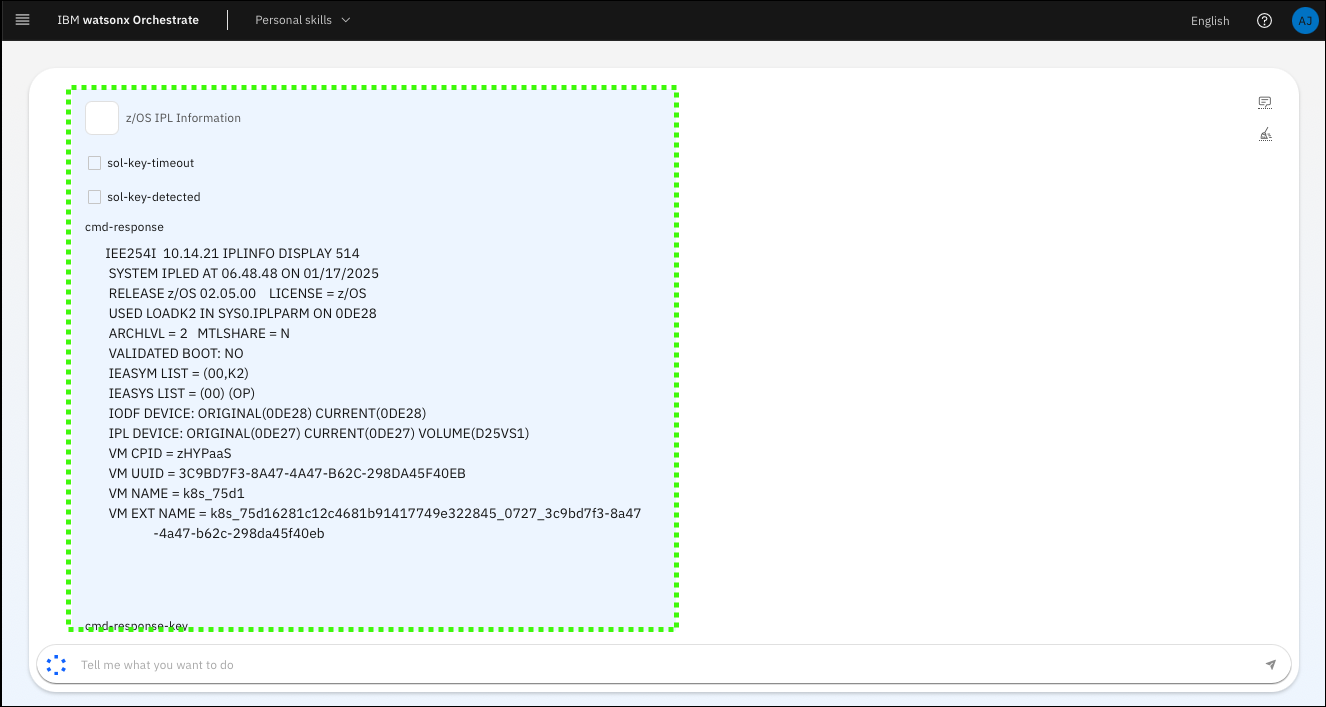 IBM watsonx Orchestrate
Personal skills
English
AJ
z/OS IPL Information
sol-key-timeout
sol-key-detected
cmd-response
IEE254I  10.14.21 IPLINFO DISPLAY 514
SYSTEM IPLED AT 06.48.48 ON 01/17/2025
RELEASE z/OS 02.05.00    LICENSE = z/OS
USED LOADK2 IN SYS0.IPLPARM ON 0DE28
ARCHLVL = 2   MTLSHARE = N
VALIDATED BOOT: NO
IEASYM LIST = (00,K2)
IEASYS LIST = (00) (OP)
IODF DEVICE: ORIGINAL(0DE28) CURRENT(0DE28)
IPL DEVICE: ORIGINAL(0DE27) CURRENT(0DE27) VOLUME(D25VS1)
VM CPID = zHYPaaS
VM UUID = 3C9BD7F3-8A47-4A47-B62C-298DA45F40EB
VM NAME = k8s_75d1
VM EXT NAME = k8s_75d16281c12c4681b91417749e322845_0727_3c9bd7f3-8a47
-4a47-b62c-298da45f40eb
cmd-response-key
Tell me what you want to do